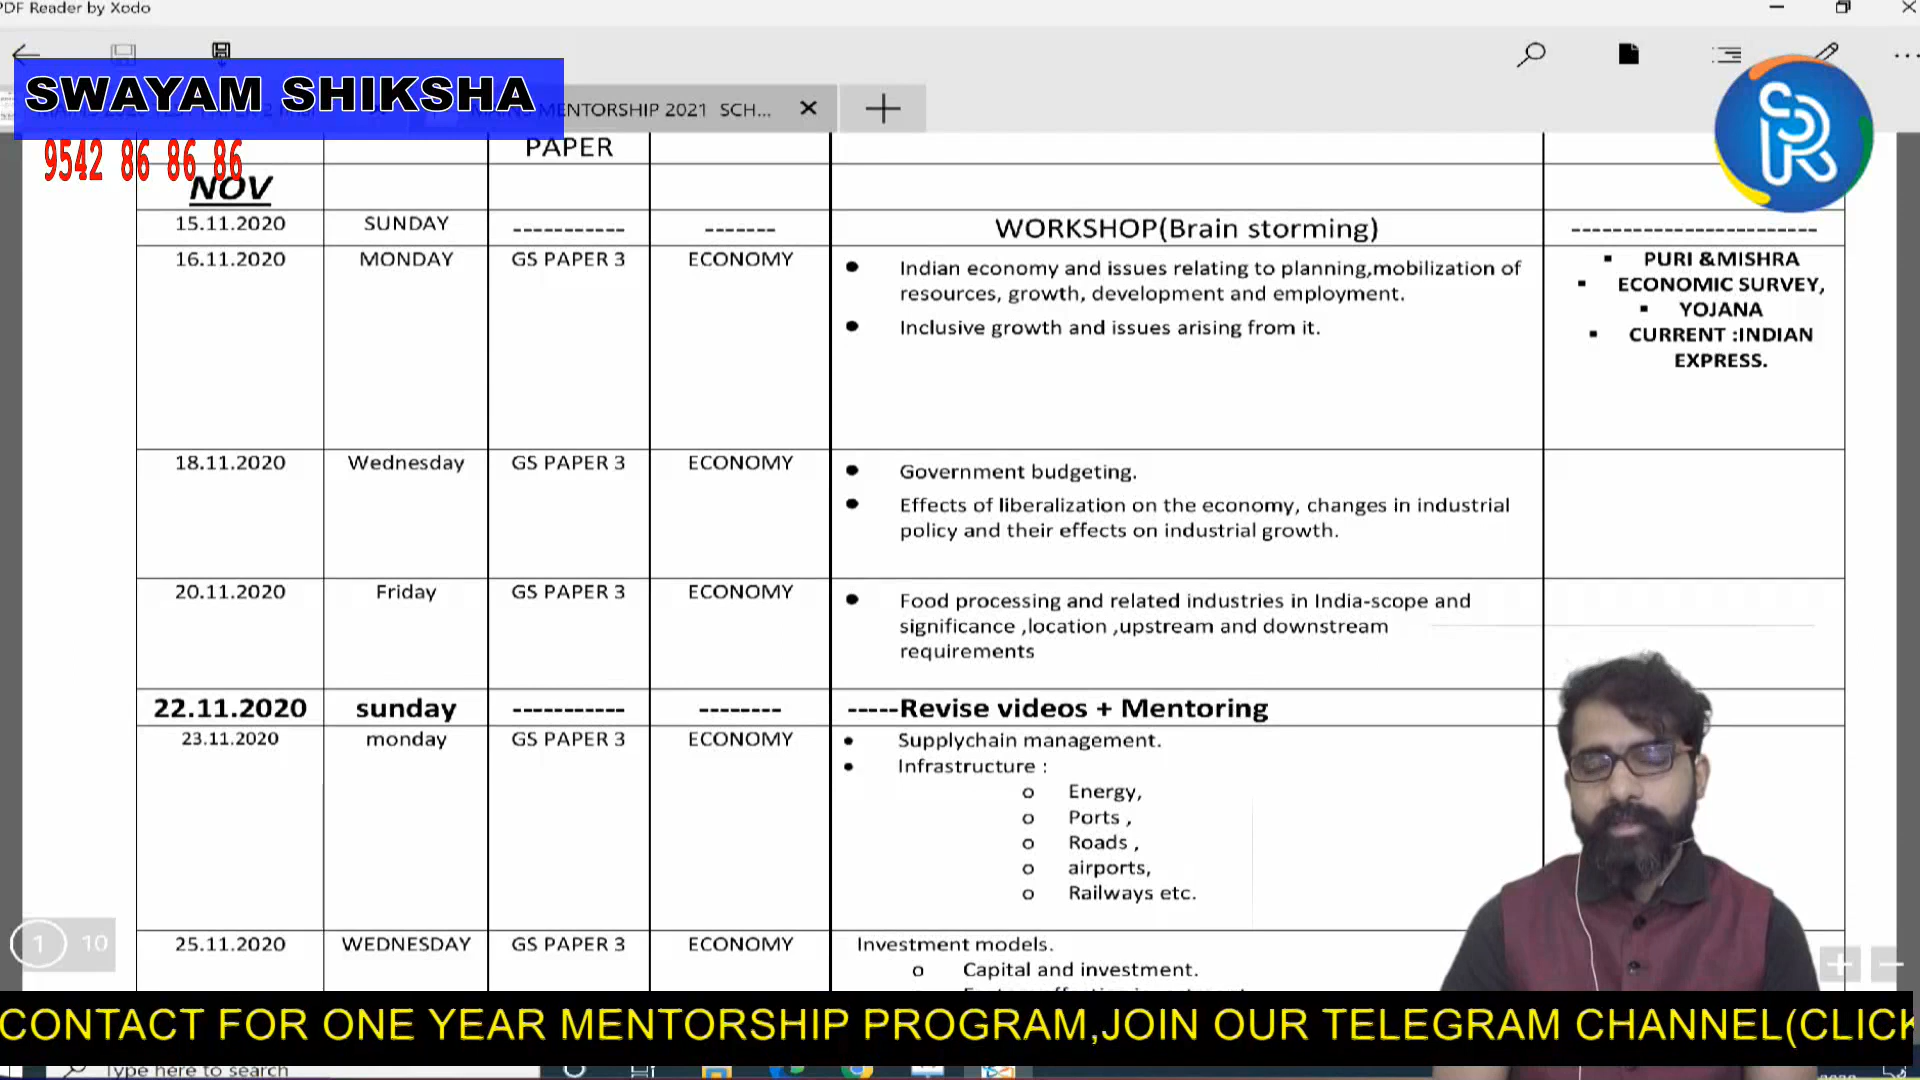 PDF Reader by Xodo
SWAYAM SHIKSHA
MENTORSHIP 2021 SCH...
9542 86 86 86
PAPER
NOV
15.11.2020 SUNDAY ----------- ------- WORKSHOP(Brain storming) -----------------------
16.11.2020 MONDAY GS PAPER 3 ECONOMY
Indian economy and issues relating to planning,mobilization of
resources, growth, development and employment.
Inclusive growth and issues arising from it.
PURI &MISHRA
ECONOMIC SURVEY,
YOJANA
CURRENT :INDIAN
EXPRESS.
18.11.2020 Wednesday GS PAPER 3 ECONOMY
Government budgeting.
Effects of liberalization on the economy, changes in industrial
policy and their effects on industrial growth.
20.11.2020 Friday GS PAPER 3 ECONOMY
Food processing and related industries in India-scope and
significance ,location ,upstream and downstream
requirements
22.11.2020 sunday ----------- -------- -----Revise videos + Mentoring
23.11.2020 monday GS PAPER 3 ECONOMY
Supplychain management.
Infrastructure :
o Energy,
o Ports ,
o Roads ,
o airports,
o Railways etc.
1 10
25.11.2020 WEDNESDAY GS PAPER 3 ECONOMY
Investment models.
o Capital and investment.
CONTACT FOR ONE YEAR MENTORSHIP PROGRAM,JOIN OUR TELEGRAM CHANNEL(CLICK
Type here to search